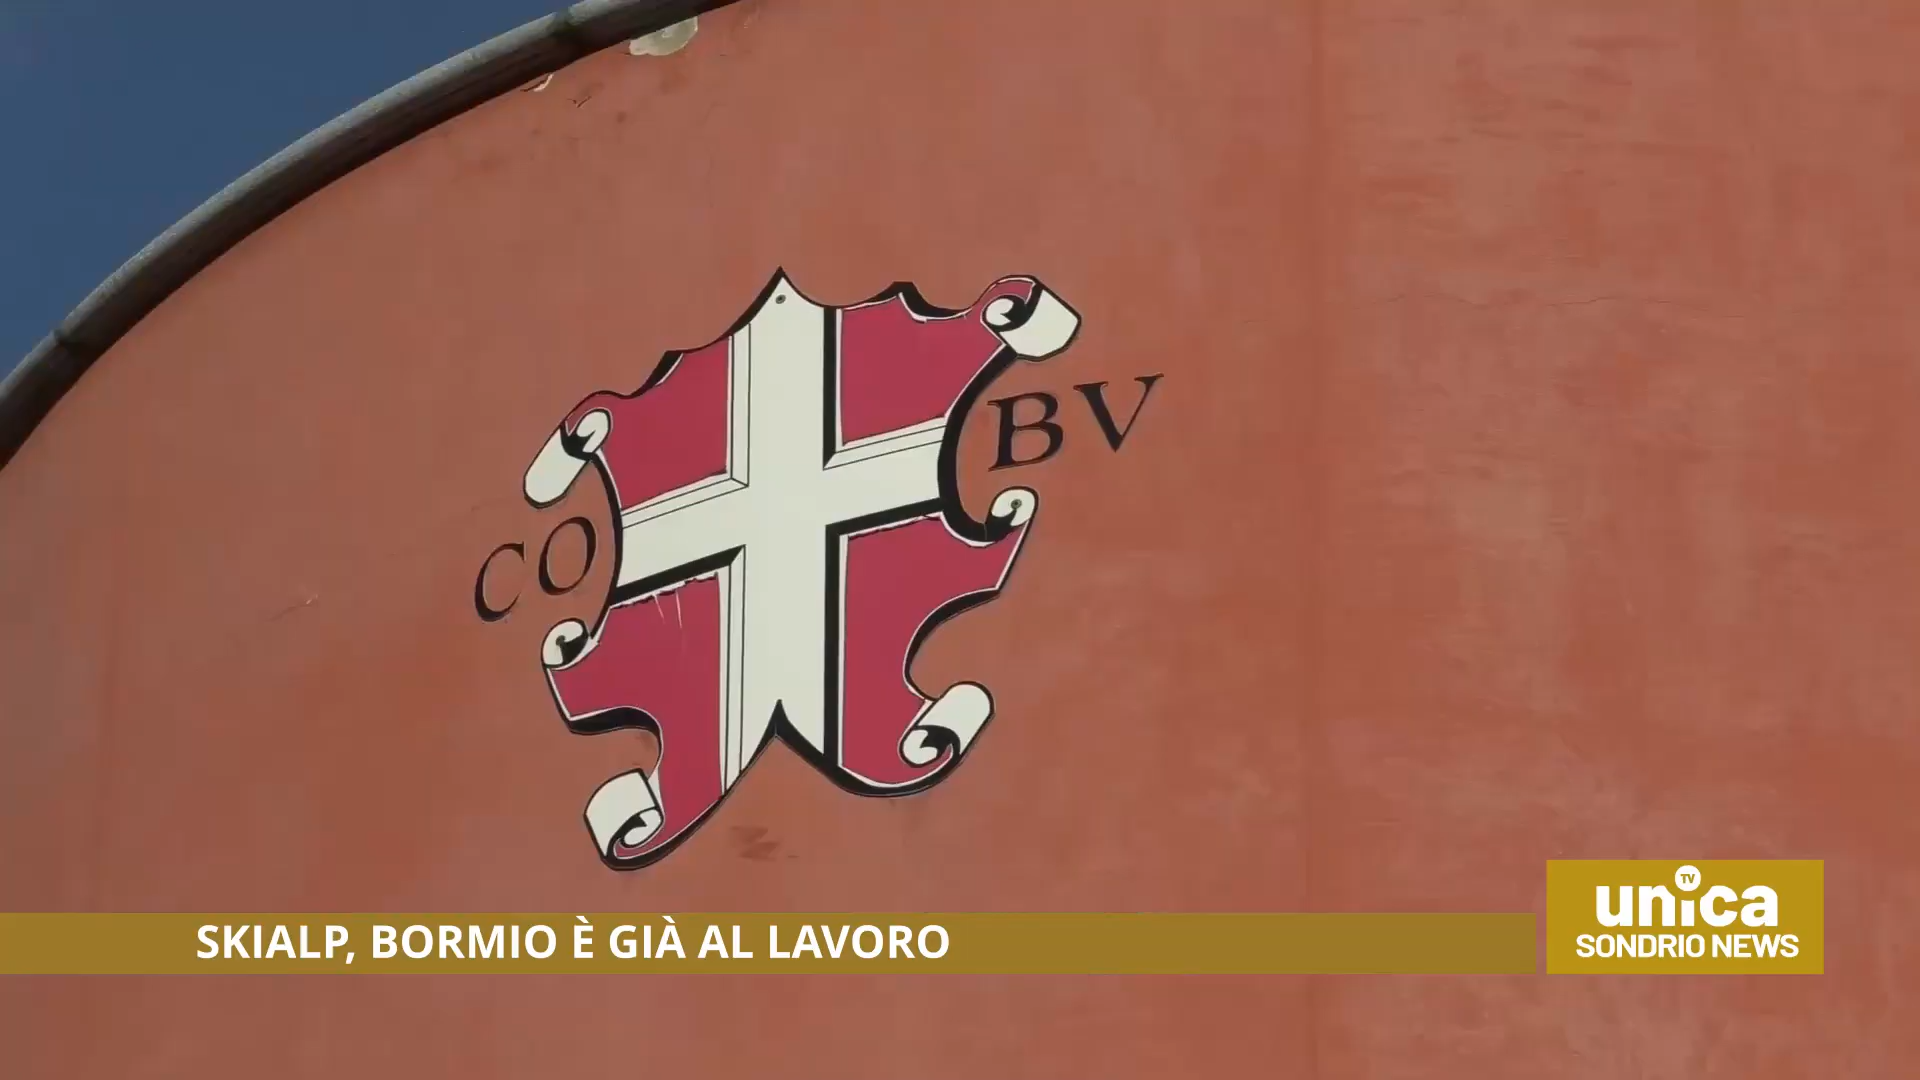 CO BV
SKIALP, BORMIO È GIÀ AL LAVORO
TV
unica
SONDRIO NEWS